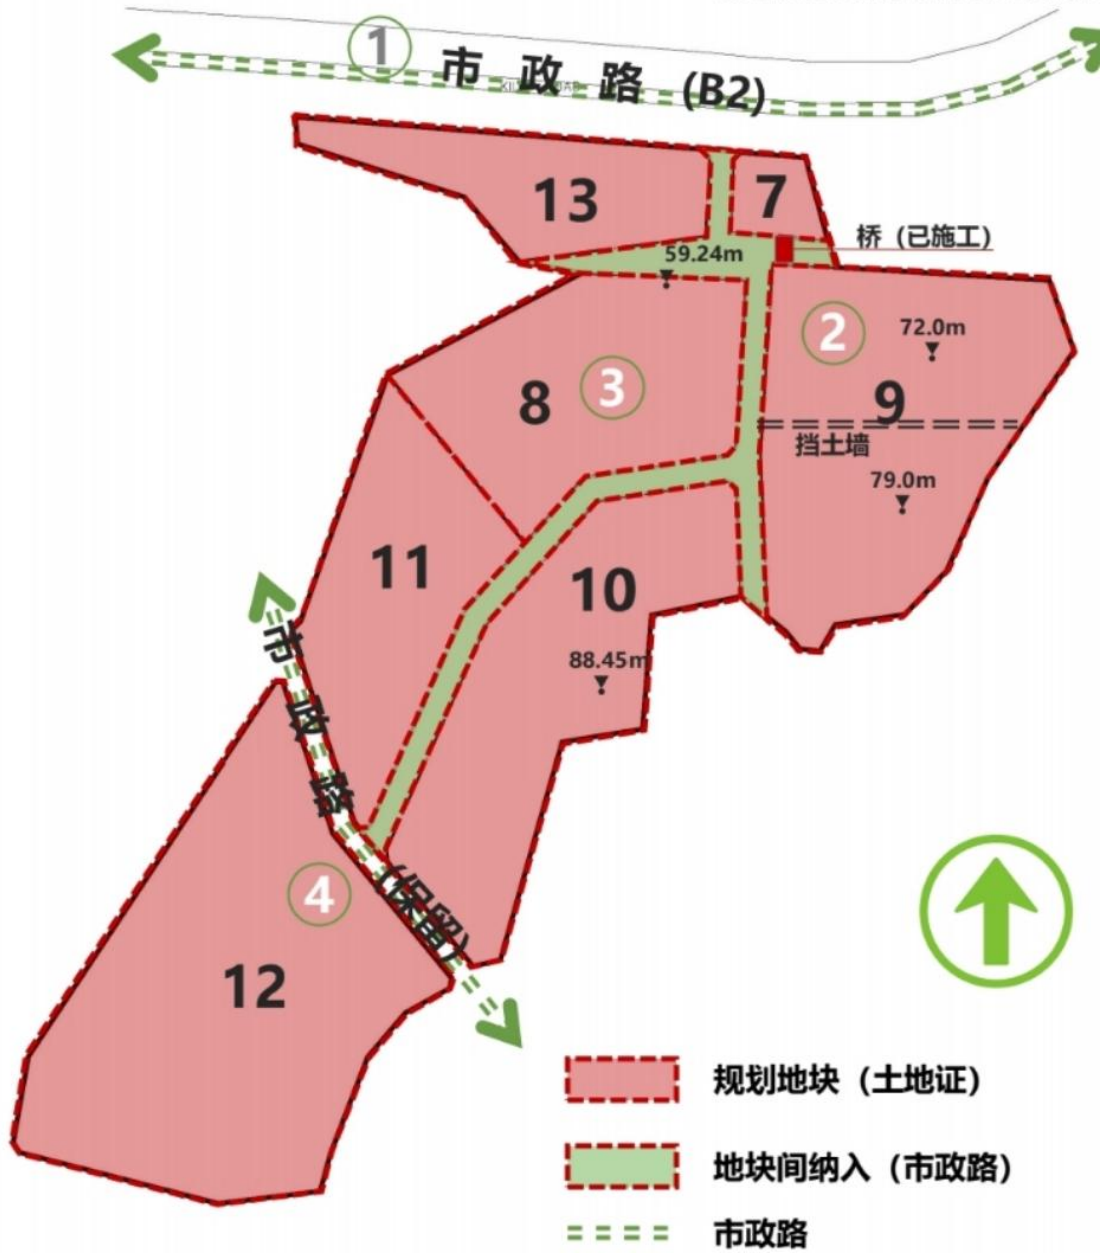 ①
市 政 路 (B2)
13
7
桥（已施工）
59.24m
②
72.0m
8
③
9
挡土墙
79.0m
11
10
88.45m
市政路（保留）
④
12
规划地块（土地证）
地块间纳入（市政路）
市政路